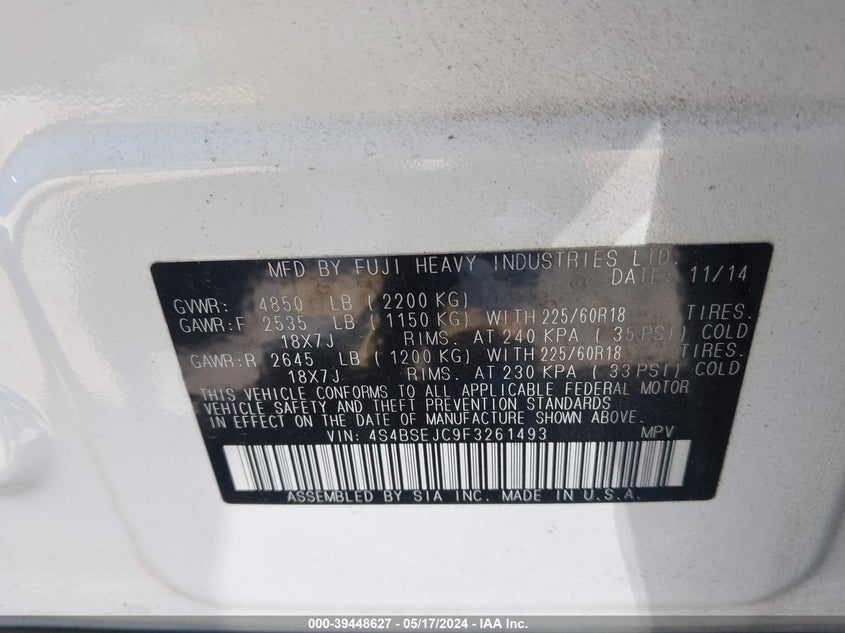 MFD BY FUJI HEAVY INDUSTRIES LTD.
DATE: 11/14
GVWR: 4850 LB (2200 KG)
GAWR:F 2535 LB (1150 KG) WITH 225/60R18 TIRES.
18X7J RIMS. AT 240 KPA (35 PSI) COLD
GAWR:R 2645 LB (1200 KG) WITH 225/60R18 TIRES.
18X7J RIMS. AT 230 KPA (33 PSI) COLD
THIS VEHICLE CONFORMS TO ALL APPLICABLE FEDERAL MOTOR
VEHICLE SAFETY AND THEFT PREVENTION STANDARDS
IN EFFECT ON THE DATE OF MANUFACTURE SHOWN ABOVE.
VIN: 4S4BSEJC9F3261493 MPV
ASSEMBLED BY SIA INC. MADE IN U.S.A.
000-39448627 - 05/17/2024 - IAA Inc.